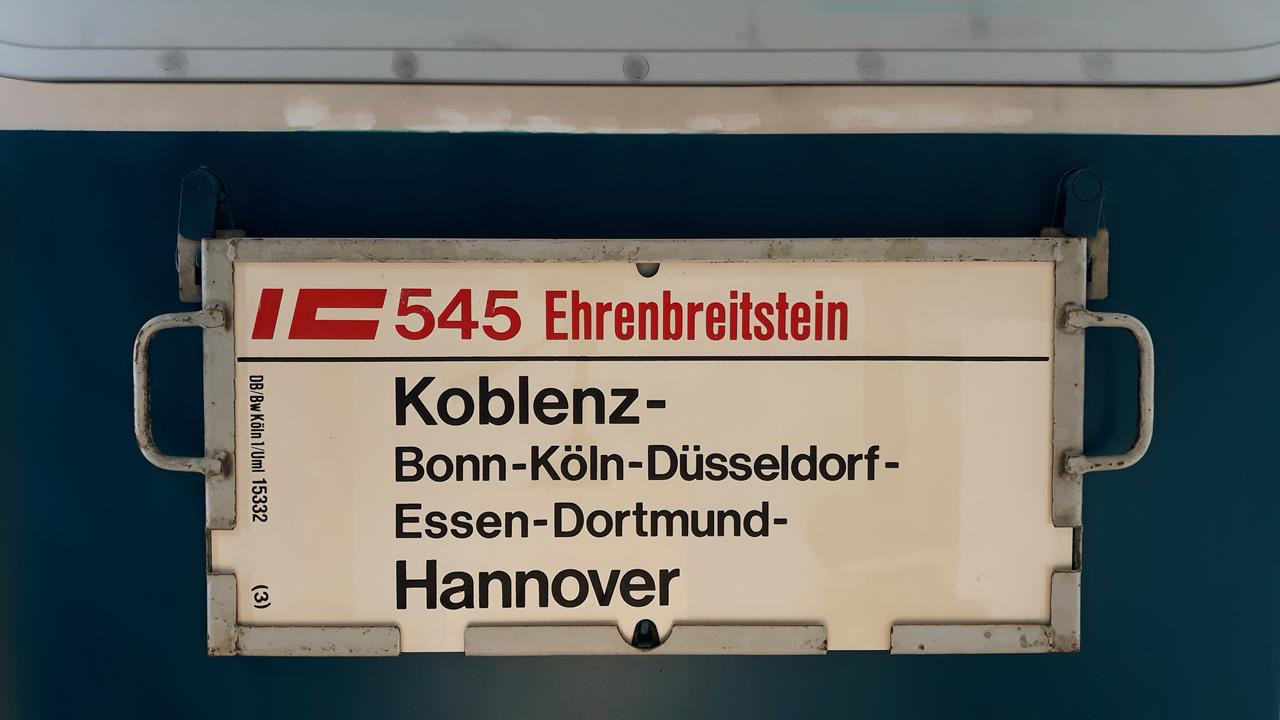 IC 545 Ehrenbreitstein
Koblenz-
Bonn-Köln-Düsseldorf-
Essen-Dortmund-
Hannover
DB/Bw Köln 1/Uml 15332
(3)